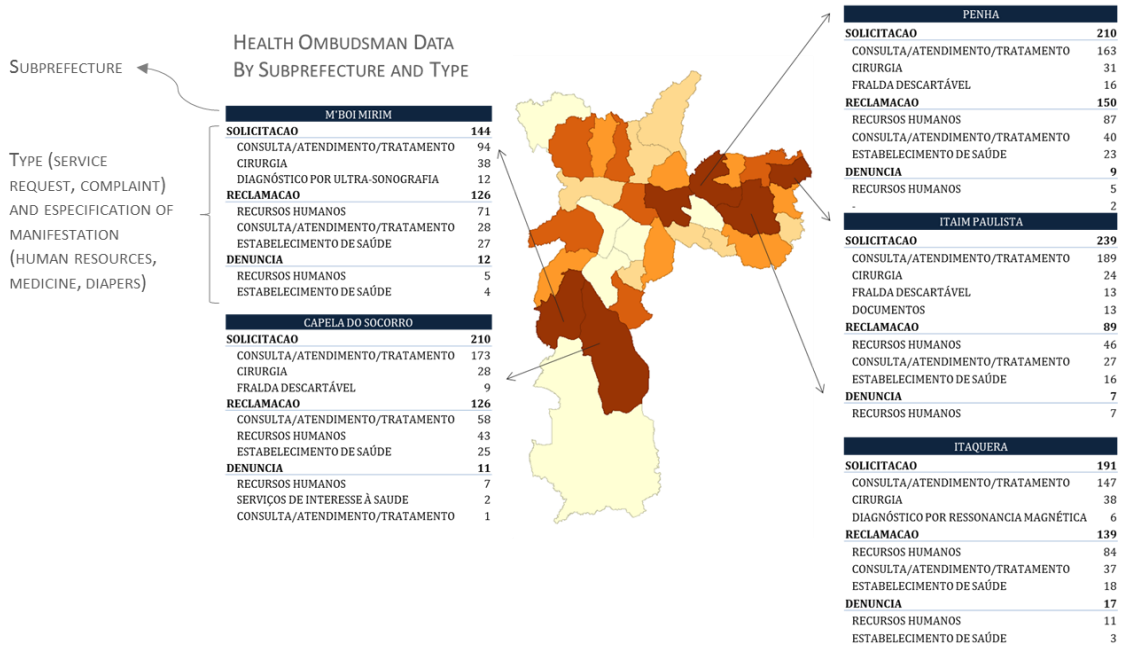 HEALTH OMBUDSMAN DATA
BY SUBPREFECTURE AND TYPE
SUBPREFECTURE
TYPE (SERVICE
REQUEST, COMPLAINT)
AND ESPECIFICATION OF
MANIFESTATION
(HUMAN RESOURCES,
MEDICINE, DIAPERS)
M'BOI MIRIM
SOLICITACAO 144
CONSULTA/ATENDIMENTO/TRATAMENTO 94
CIRURGIA 38
DIAGNÓSTICO POR ULTRA-SONOGRAFIA 12
RECLAMACAO 126
RECURSOS HUMANOS 71
CONSULTA/ATENDIMENTO/TRATAMENTO 28
ESTABELECIMENTO DE SAÚDE 27
DENUNCIA 12
RECURSOS HUMANOS 5
ESTABELECIMENTO DE SAÚDE 4
CAPELA DO SOCORRO
SOLICITACAO 210
CONSULTA/ATENDIMENTO/TRATAMENTO 173
CIRURGIA 28
FRALDA DESCARTÁVEL 9
RECLAMACAO 126
CONSULTA/ATENDIMENTO/TRATAMENTO 58
RECURSOS HUMANOS 43
ESTABELECIMENTO DE SAÚDE 25
DENUNCIA 11
RECURSOS HUMANOS 7
SERVIÇOS DE INTERESSE À SAUDE 2
CONSULTA/ATENDIMENTO/TRATAMENTO 1
PENHA
SOLICITACAO 210
CONSULTA/ATENDIMENTO/TRATAMENTO 163
CIRURGIA 31
FRALDA DESCARTÁVEL 16
RECLAMACAO 150
RECURSOS HUMANOS 87
CONSULTA/ATENDIMENTO/TRATAMENTO 40
ESTABELECIMENTO DE SAÚDE 23
DENUNCIA 9
RECURSOS HUMANOS 5
- 2
ITAIM PAULISTA
SOLICITACAO 239
CONSULTA/ATENDIMENTO/TRATAMENTO 189
CIRURGIA 24
FRALDA DESCARTÁVEL 13
DOCUMENTOS 13
RECLAMACAO 89
RECURSOS HUMANOS 46
CONSULTA/ATENDIMENTO/TRATAMENTO 27
ESTABELECIMENTO DE SAÚDE 16
DENUNCIA 7
RECURSOS HUMANOS 7
ITAQUERA
SOLICITACAO 191
CONSULTA/ATENDIMENTO/TRATAMENTO 147
CIRURGIA 38
DIAGNÓSTICO POR RESSONANCIA MAGNÉTICA 6
RECLAMACAO 139
RECURSOS HUMANOS 84
CONSULTA/ATENDIMENTO/TRATAMENTO 37
ESTABELECIMENTO DE SAÚDE 18
DENUNCIA 17
RECURSOS HUMANOS 11
ESTABELECIMENTO DE SAÚDE 3